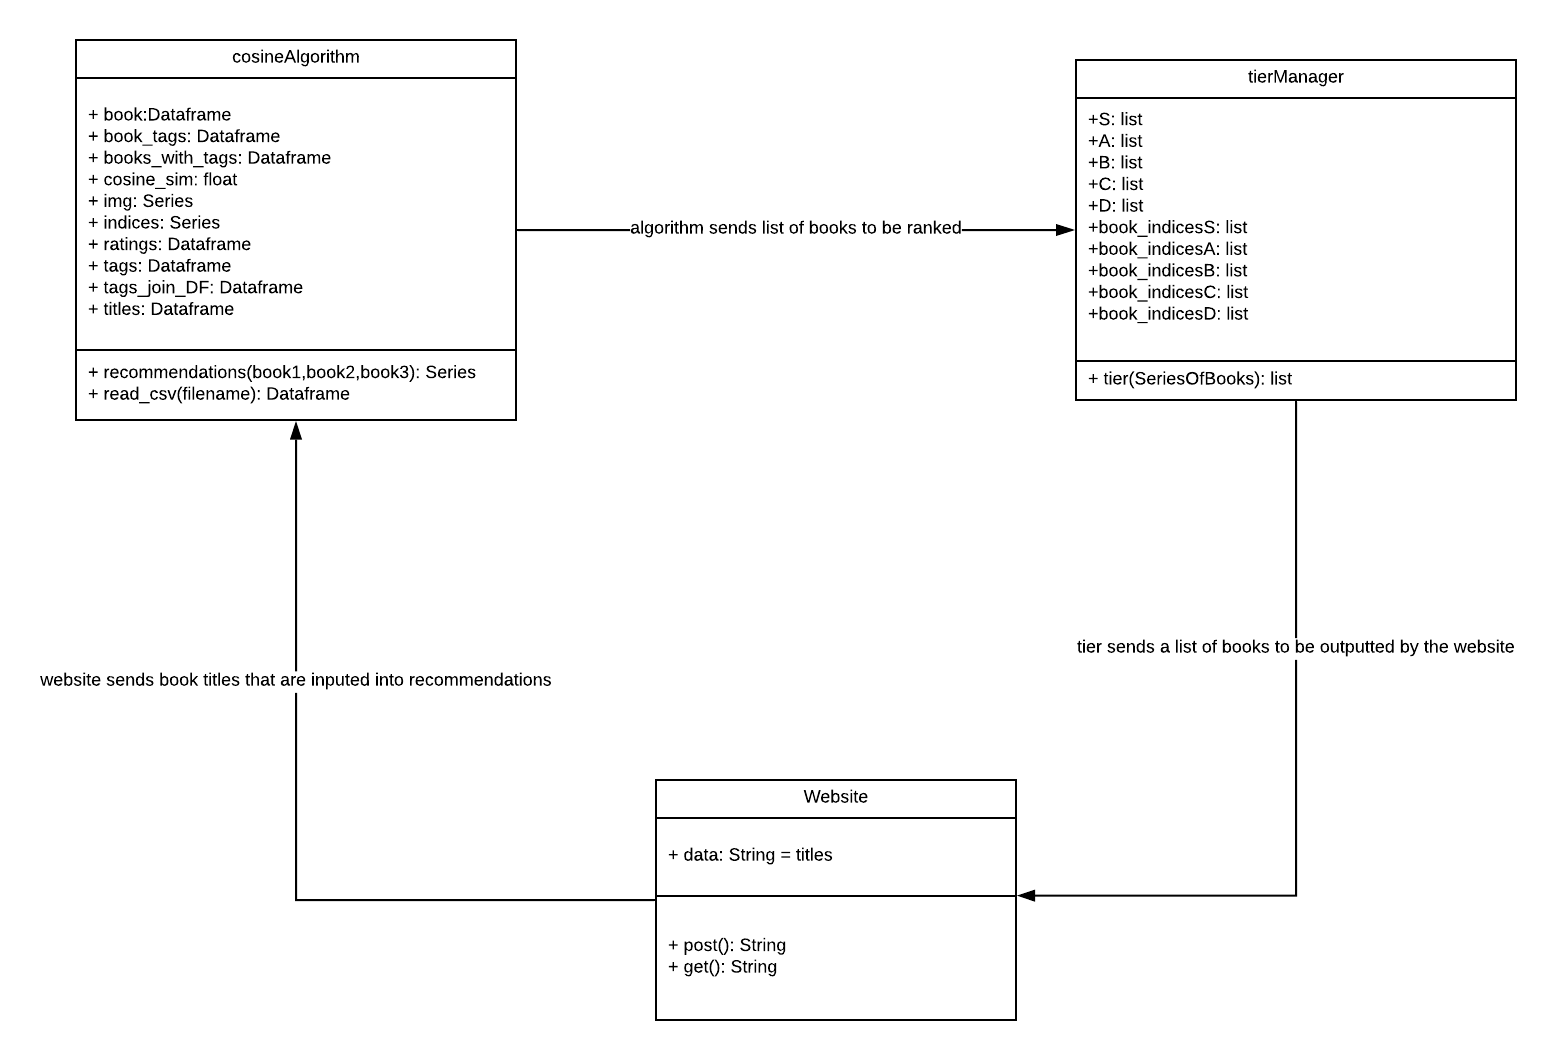 cosineAlgorithm
+ book:Dataframe
+ book_tags: Dataframe
+ books_with_tags: Dataframe
+ cosine_sim: float
+ img: Series
+ indices: Series
+ ratings: Dataframe
+ tags: Dataframe
+ tags_join_DF: Dataframe
+ titles: Dataframe
+ recommendations(book1,book2,book3): Series
+ read_csv(filename): Dataframe
algorithm sends list of books to be ranked
tierManager
+S: list
+A: list
+B: list
+C: list
+D: list
+book_indicesS: list
+book_indicesA: list
+book_indicesB: list
+book_indicesC: list
+book_indicesD: list
+ tier(SeriesOfBooks): list
tier sends a list of books to be outputted by the website
website sends book titles that are inputed into recommendations
Website
+ data: String = titles
+ post(): String
+ get(): String